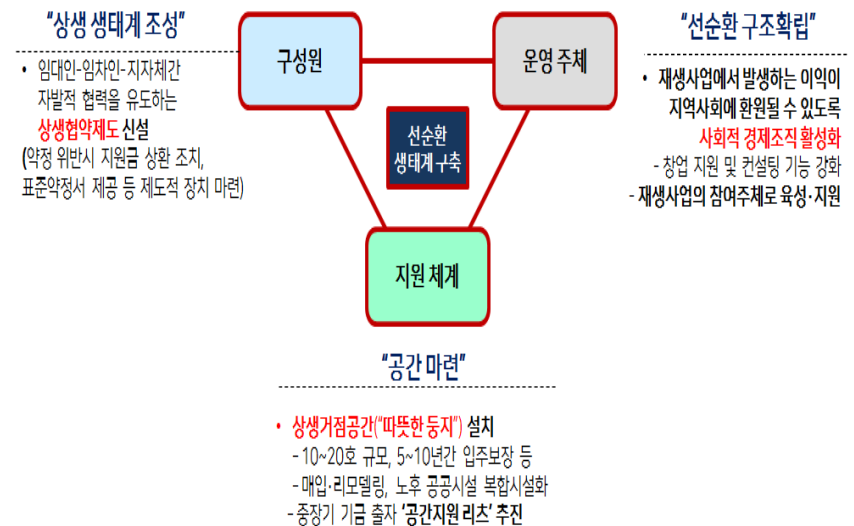 “상생 생태계 조성”
• 임대인-임차인-지자체간
자발적 협력을 유도하는
상생협약제도 신설
(약정 위반시 지원금 상환 조치,
표준약정서 제공 등 제도적 장치 마련)
구성원
운영 주체
선순환
생태계 구축
지원 체계
“선순환 구조확립”
• 재생사업에서 발생하는 이익이
지역사회에 환원될 수 있도록
사회적 경제조직 활성화
- 창업 지원 및 컨설팅 기능 강화
- 재생사업의 참여주체로 육성·지원
“공간 마련”
• 상생거점공간(“따뜻한 둥지”) 설치
- 10~20호 규모, 5~10년간 입주보장 등
- 매입·리모델링, 노후 공공시설 복합시설화
- 중장기 기금 출자 ‘공간지원 리츠’ 추진